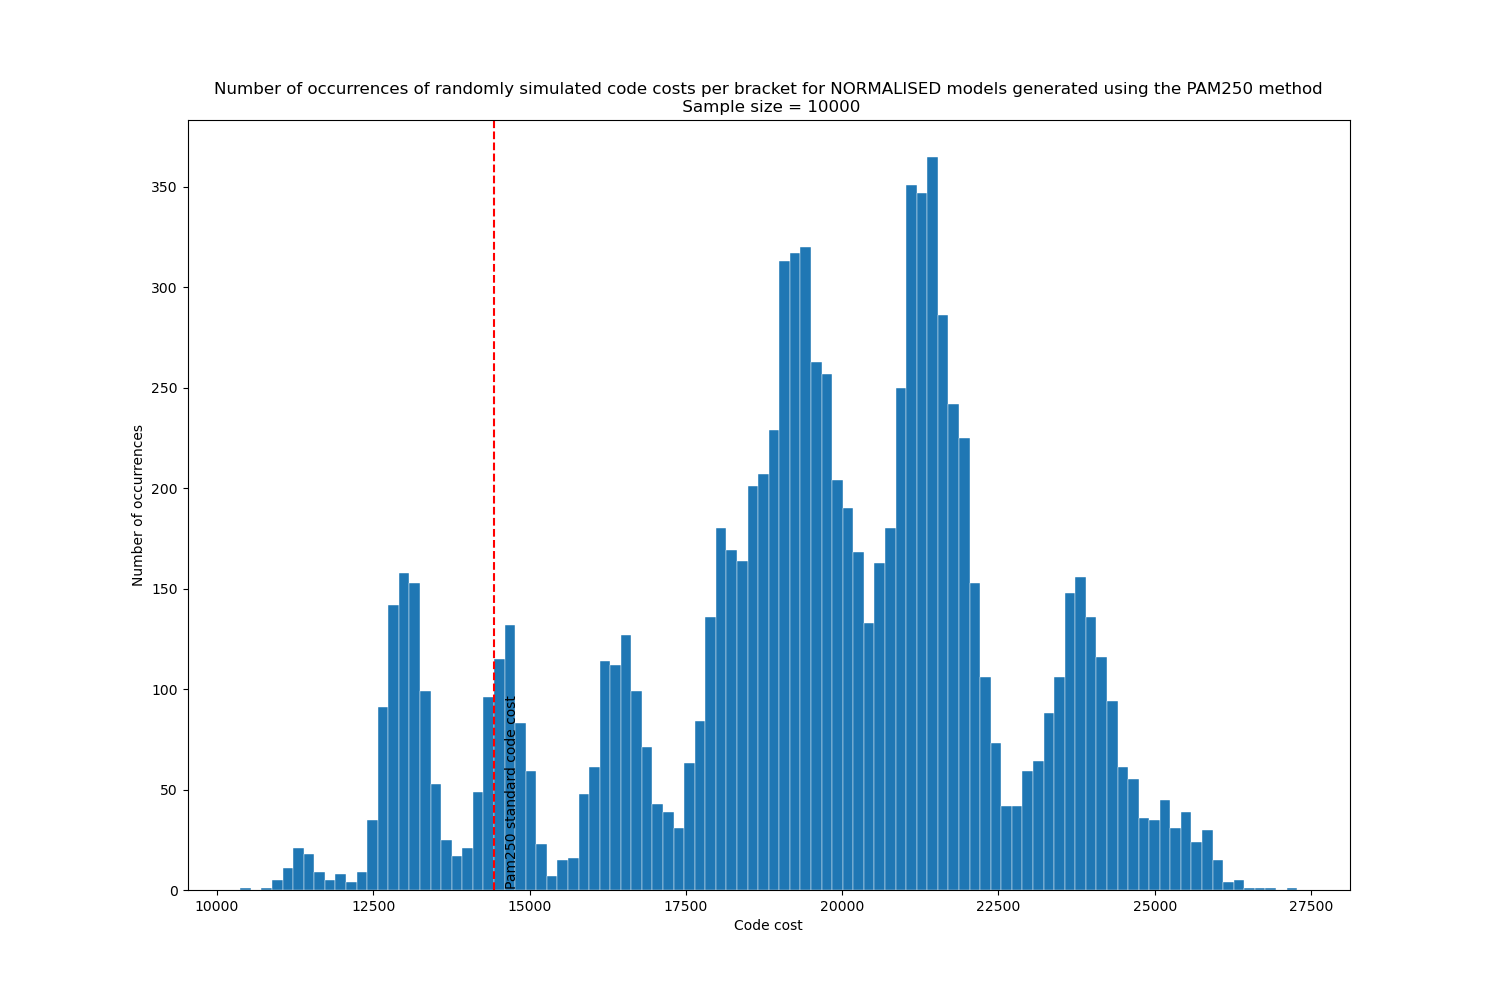 Number of occurrences of randomly simulated code costs per bracket for NORMALISED models generated using the PAM250 method
Sample size = 10000
Number of occurrences
350
300
250
200
150
100
50
0
Pam250 standard code cost
10000 12500 15000 17500 20000 22500 25000 27500
Code cost